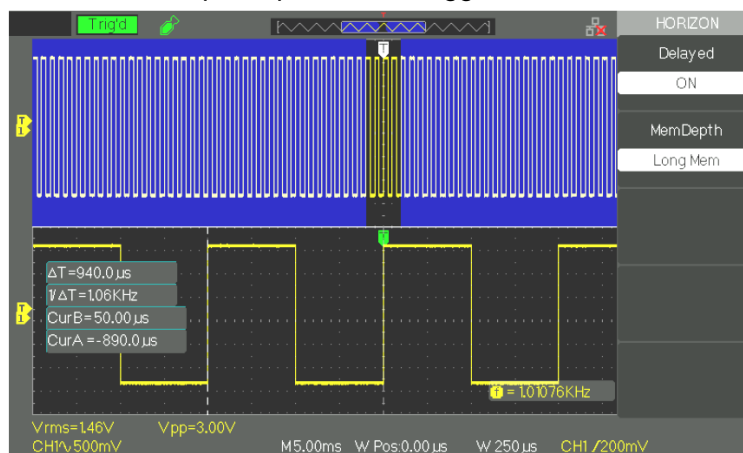 Trig'd
T
HORIZON
Delayed
ON
MemDepth
Long Mem
T
1
T
ΔT=940.0µs
1/ΔT=1.06KHz
CurB=50.00µs
CurA=-890.0µs
T
1
f = 1.01076KHz
Vrms=1.46V Vpp=3.00V
CH1∿500mV M5.00ms W Pos:0.00µs W 250µs CH1 /200mV